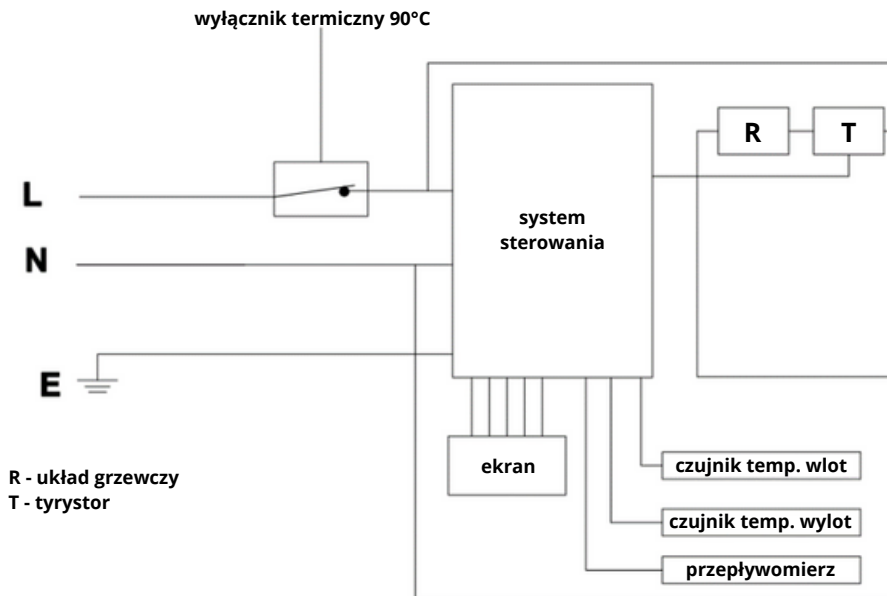 wyłącznik termiczny 90°C
R
T
L
system
sterowania
N
E
ekran
czujnik temp. wlot
R - układ grzewczy
T - tyrystor
czujnik temp. wylot
przepływomierz